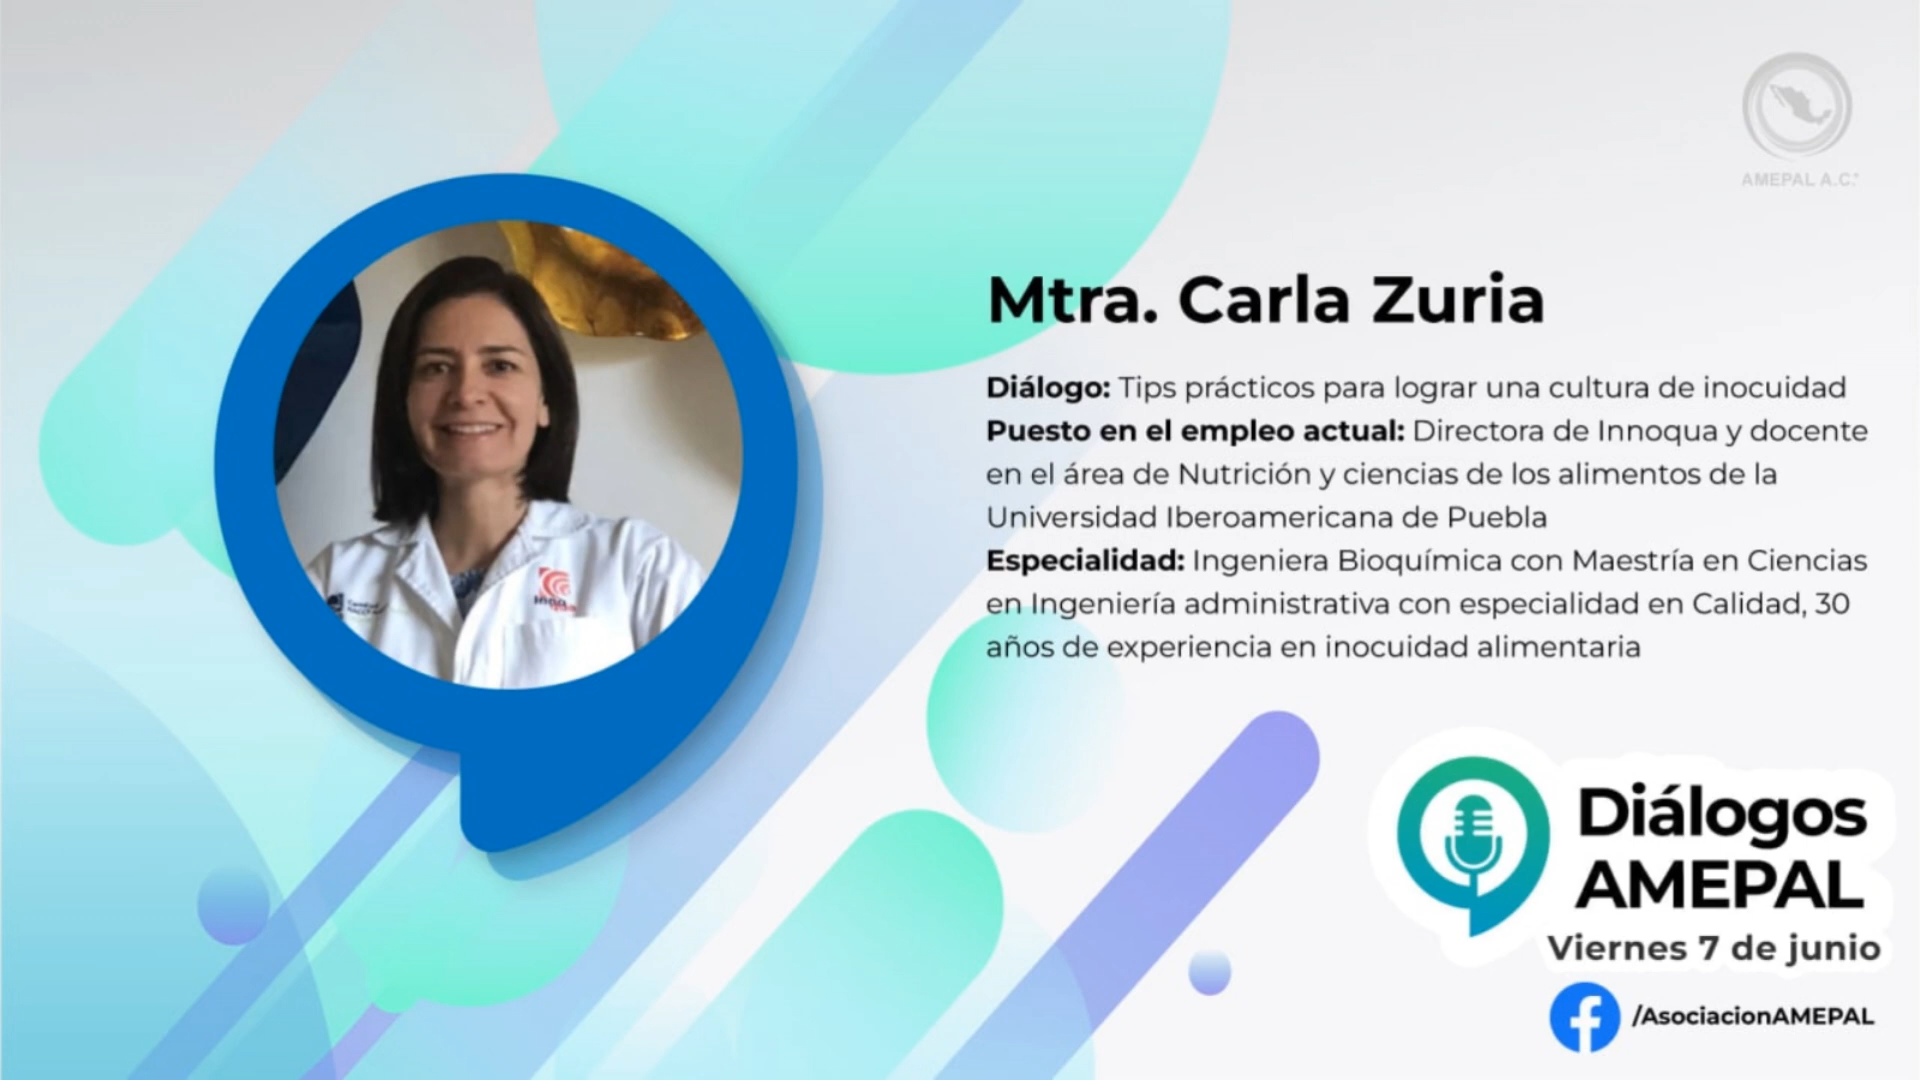 AMEPAL A.C.
Mtra. Carla Zuria
Diálogo: Tips prácticos para lograr una cultura de inocuidad
Puesto en el empleo actual: Directora de Innoqua y docente
en el área de Nutrición y ciencias de los alimentos de la
Universidad Iberoamericana de Puebla
Especialidad: Ingeniera Bioquímica con Maestría en Ciencias
en Ingeniería administrativa con especialidad en Calidad, 30
años de experiencia en inocuidad alimentaria
Diálogos
AMEPAL
Viernes 7 de junio
/AsociacionAMEPAL